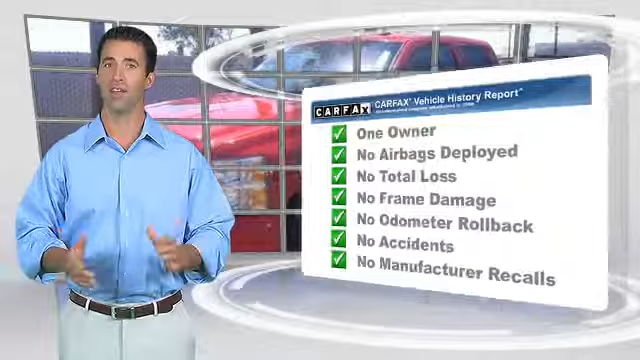 CARFAX CARFAX Vehicle History Report™
One Owner
No Airbags Deployed
No Total Loss
No Frame Damage
No Odometer Rollback
No Accidents
No Manufacturer Recalls